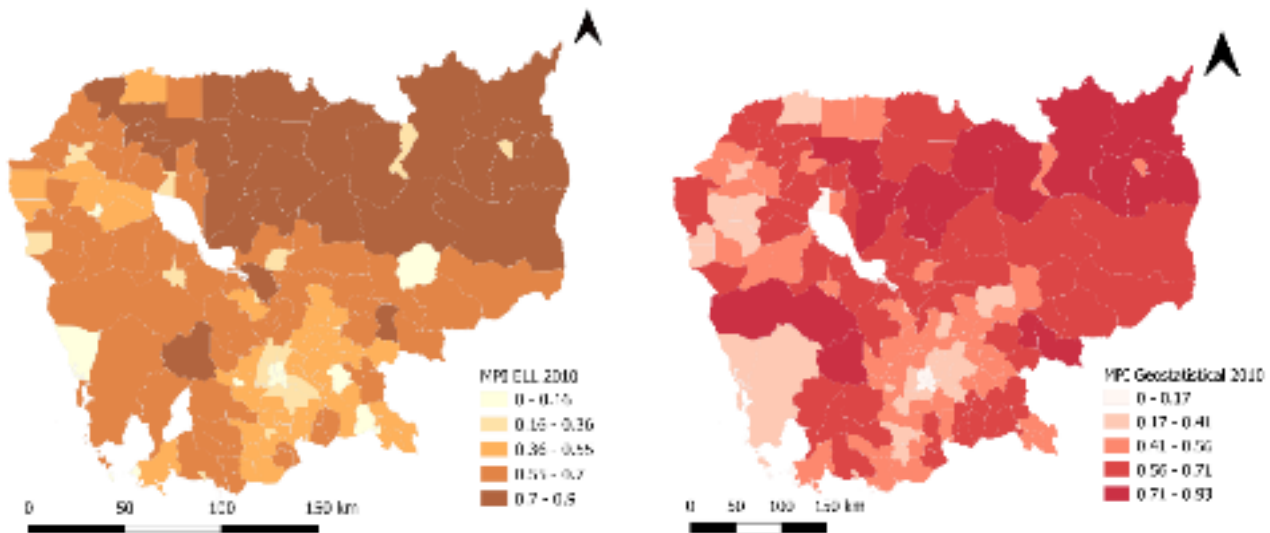 MPI ELL 2010
0 - 0.16
0.16 - 0.36
0.36 - 0.55
0.55 - 0.7
0.7 - 0.9
0 50 100 150 km
MPI Geostatistical 2010
0 - 0.17
0.17 - 0.41
0.41 - 0.56
0.56 - 0.71
0.71 - 0.93
0 50 100 150 km